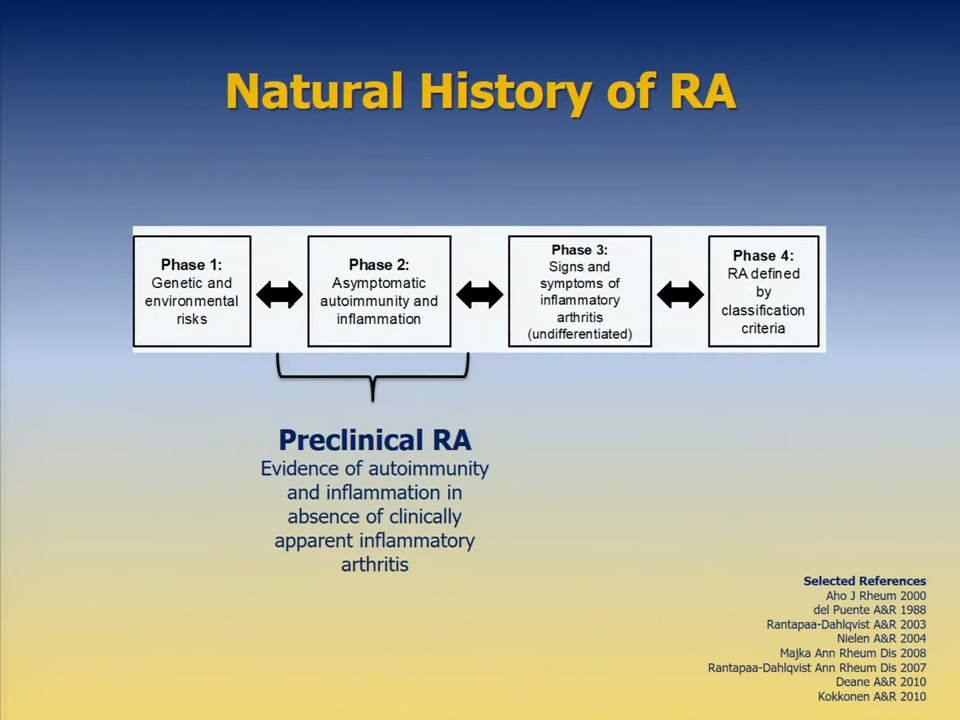 Natural History of RA
Phase 1:
Genetic and
environmental
risks
Phase 2:
Asymptomatic
autoimmunity and
inflammation
Phase 3:
Signs and
symptoms of
inflammatory
arthritis
(undifferentiated)
Phase 4:
RA defined
by
classification
criteria
Preclinical RA
Evidence of autoimmunity
and inflammation in
absence of clinically
apparent inflammatory
arthritis
Selected References
Aho J Rheum 2000
del Puente A&R 1988
Rantapaa-Dahlqvist A&R 2003
Nielen A&R 2004
Majka Ann Rheum Dis 2008
Rantapaa-Dahlqvist Ann Rheum Dis 2007
Deane A&R 2010
Kokkonen A&R 2010